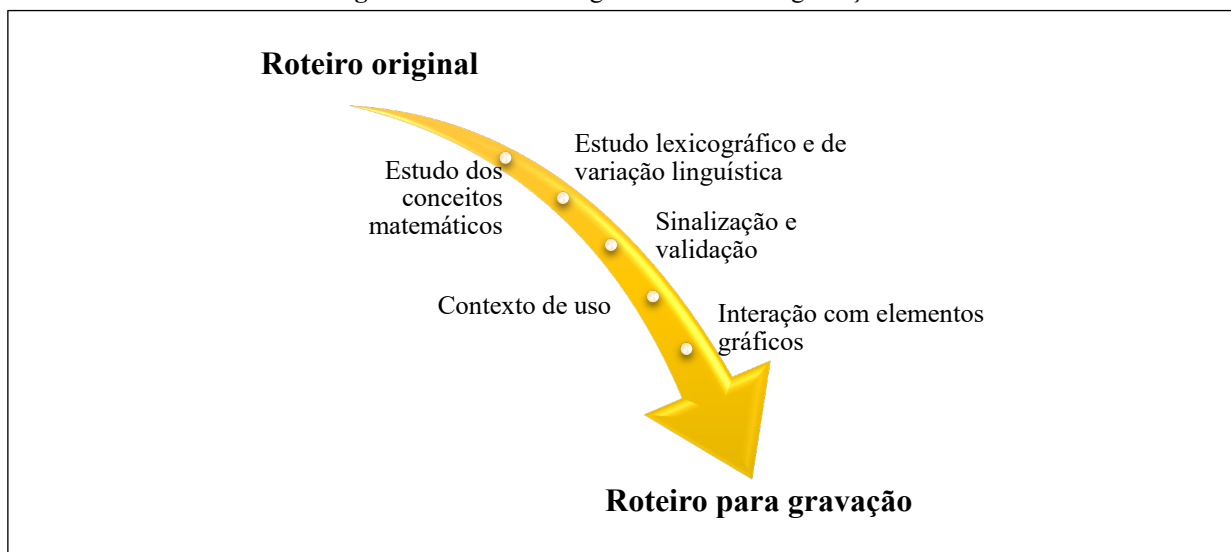 Roteiro original
Estudo dos
conceitos
matemáticos
Estudo lexicográfico e de
variação linguística
Sinalização e
validação
Contexto de uso
Interação com elementos
gráficos
Roteiro para gravação